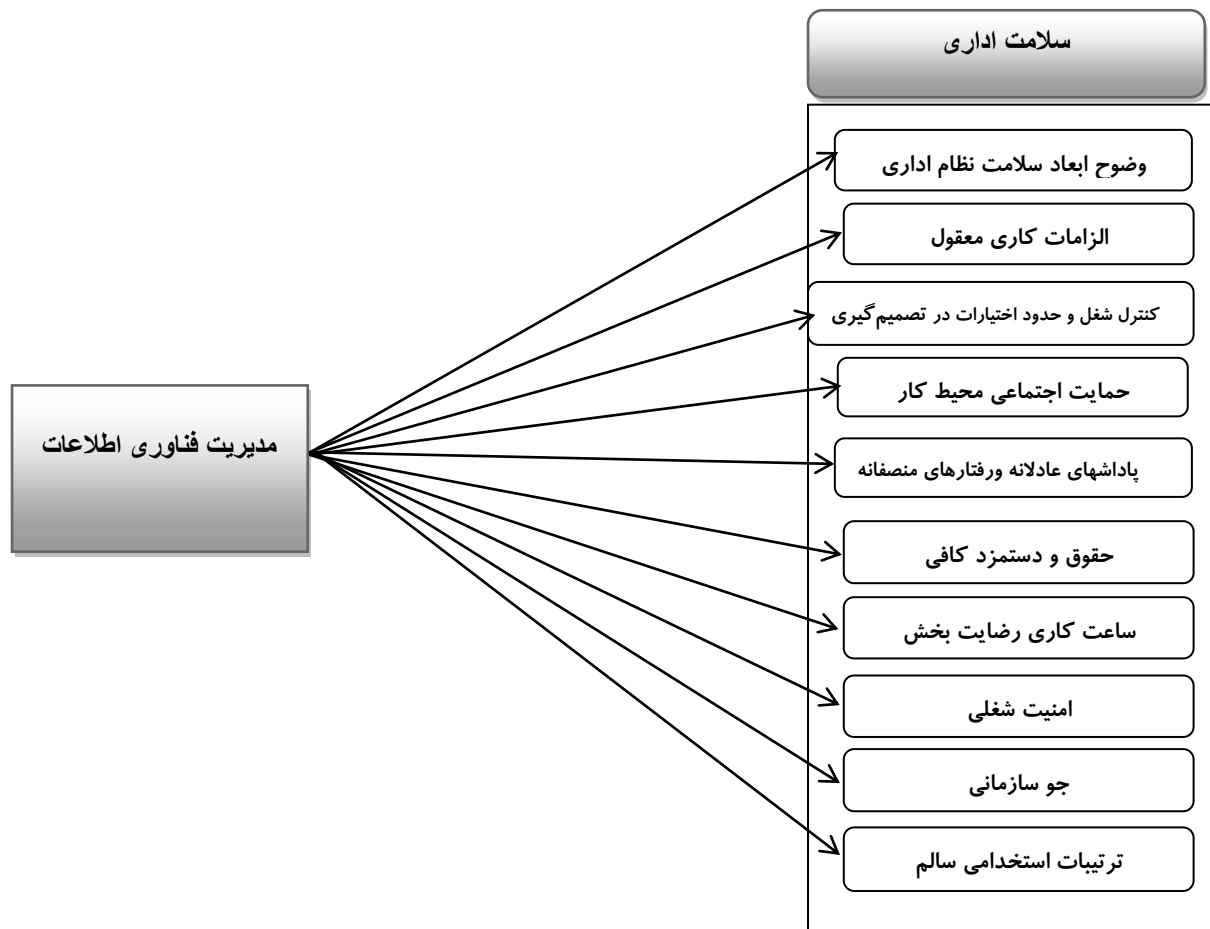 سلامت اداری
وضوح ابعاد سلامت نظام اداری
الزامات کاری معقول
کنترل شغل و حدود اختیارات در تصمیم‌گیری
حمایت اجتماعی محیط کار
مدیریت فناوری اطلاعات
پاداشهای عادلانه ورفتارهای منصفانه
حقوق و دستمزد کافی
ساعت کاری رضایت بخش
امنیت شغلی
جو سازمانی
ترتیبات استخدامی سالم